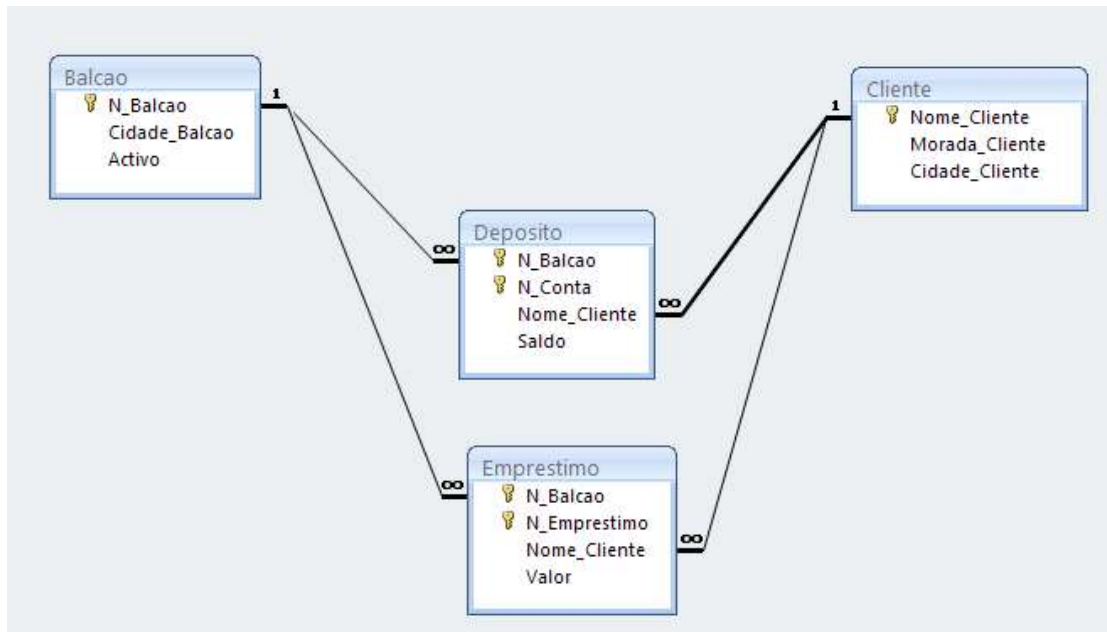 Balcao
N_Balcao
Cidade_Balcao
Activo
1
∞
∞
Cliente
Nome_Cliente
Morada_Cliente
Cidade_Cliente
1
∞
∞
Deposito
N_Balcao
N_Conta
Nome_Cliente
Saldo
Emprestimo
N_Balcao
N_Emprestimo
Nome_Cliente
Valor